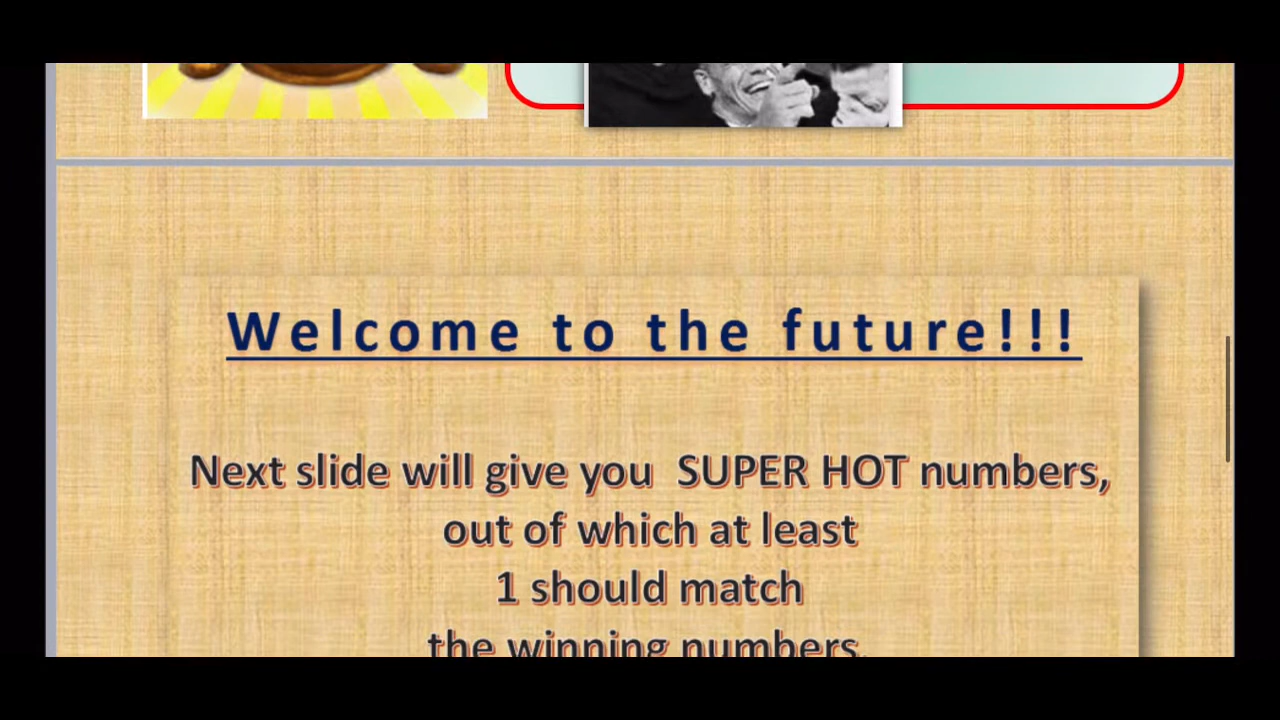 Welcome to the future!!!
Next slide will give you SUPER HOT numbers,
out of which at least
1 should match
the winning numbers.